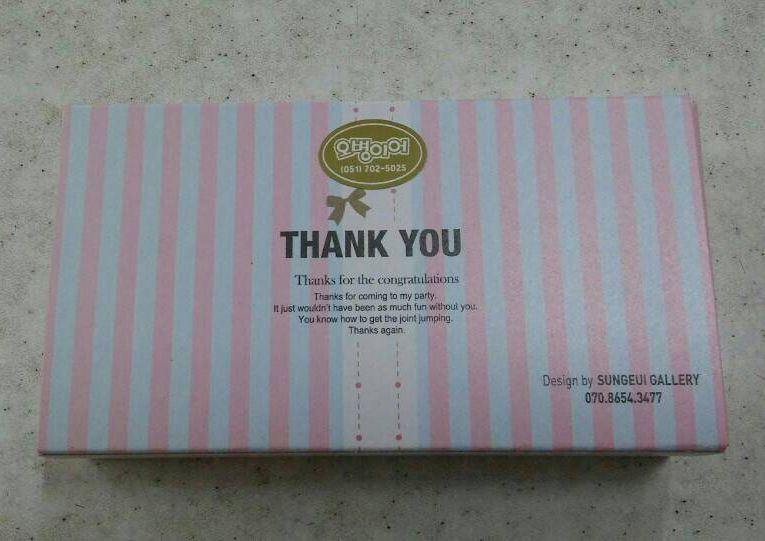 오병이어
(051) 702-5025
THANK YOU
Thanks for the congratulations
Thanks for coming to my party.
It just wouldn't have been as much fun without you.
You know how to get the joint jumping.
Thanks again.
Design by SUNGEUI GALLERY
070.8654.3477